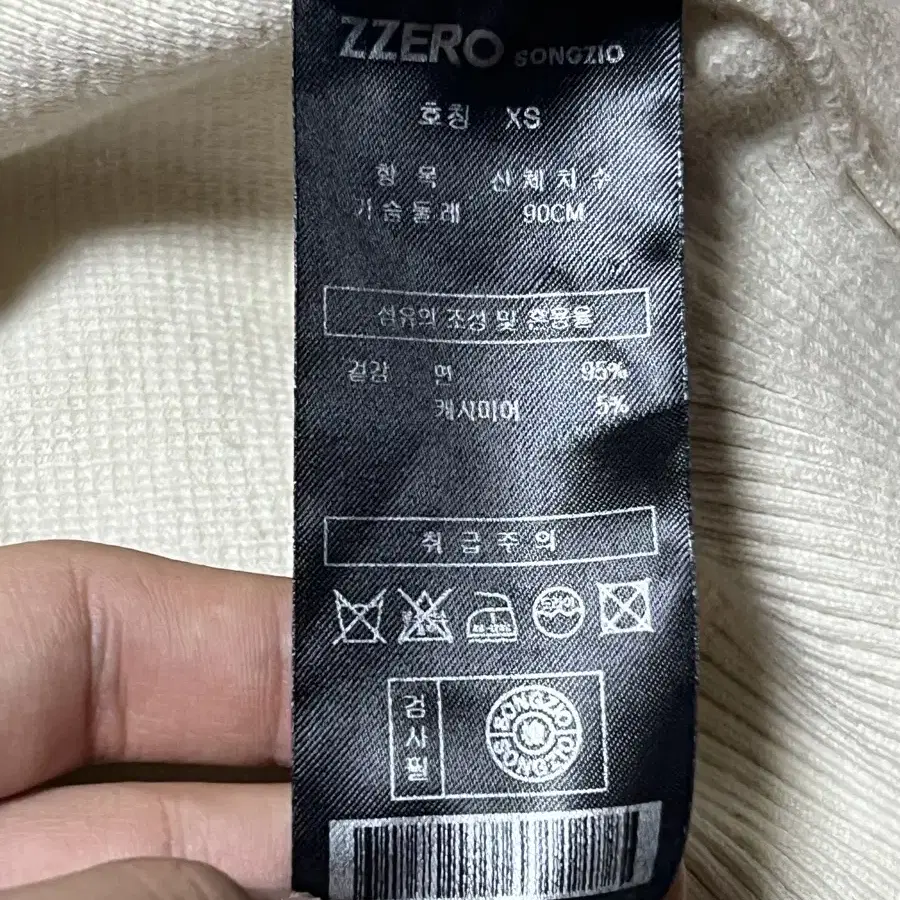 ZZERO SONGZIO
호칭 XS
항목 신체치수
가슴둘레 90CM
섬유의 조성 및 혼용율
겉감 면 95%
캐시미어 5%
취급주의
검사필
SONGZIO
SONGZIO